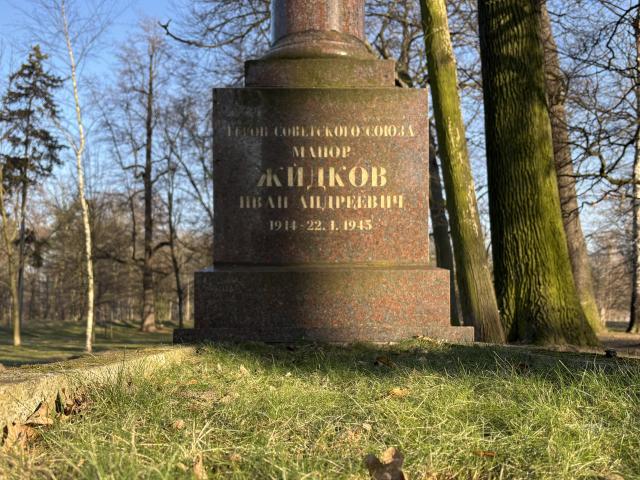 ГЕРОЙ СОВЕТСКОГО СОЮЗА
МАЙОР
ЖИДКОВ
ИВАН АНДРЕЕВИЧ
1914 - 22. I. 1945